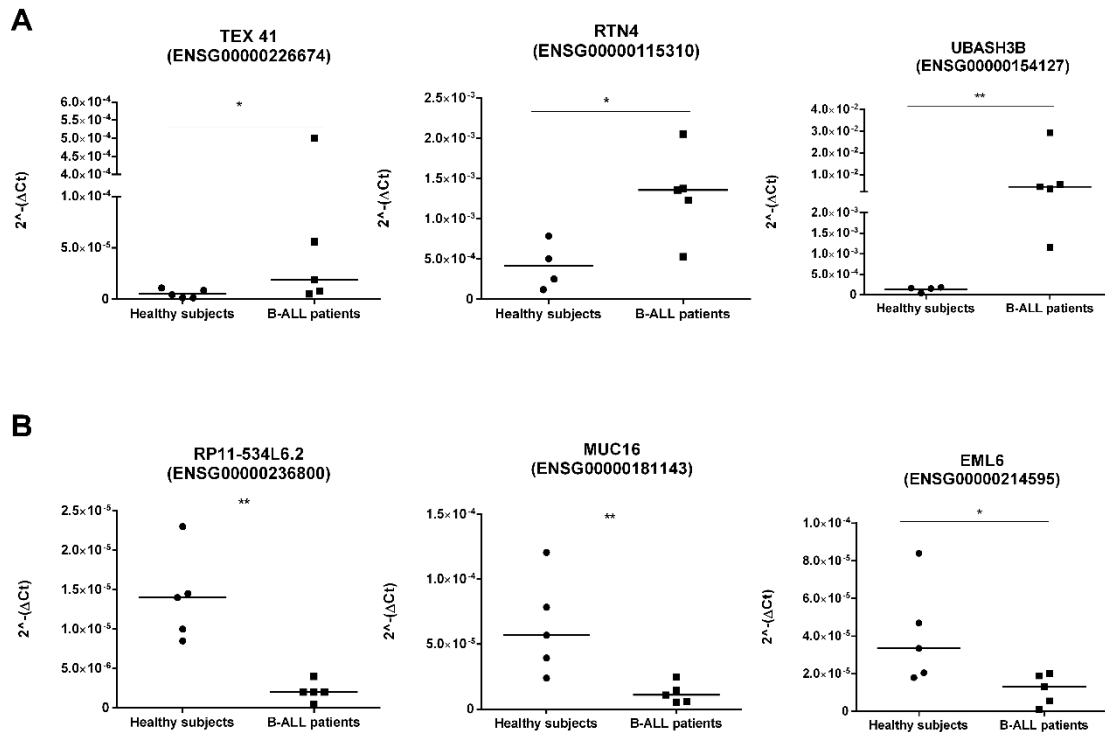 A
TEX 41
(ENSG00000226674)
*
6.0×10⁻⁴
5.5×10⁻⁴
5.0×10⁻⁴
4.5×10⁻⁴
4.0×10⁻⁴
1.0×10⁻⁴
5.0×10⁻⁵
0
2^-(ΔCt)
Healthy subjects B-ALL patients
RTN4
(ENSG00000115310)
*
2.5×10⁻³
2.0×10⁻³
1.5×10⁻³
1.0×10⁻³
5.0×10⁻⁴
0
2^-(ΔCt)
Healthy subjects B-ALL patients
UBASH3B
(ENSG00000154127)
**
4.0×10⁻²
3.0×10⁻²
2.0×10⁻²
1.0×10⁻²
2.0×10⁻³
1.5×10⁻³
1.0×10⁻³
5.0×10⁻⁴
0
2^-(ΔCt)
Healthy subjects B-ALL patients
B
RP11-534L6.2
(ENSG00000236800)
**
2.5×10⁻⁵
2.0×10⁻⁵
1.5×10⁻⁵
1.0×10⁻⁵
5.0×10⁻⁶
0
2^-(ΔCt)
Healthy subjects B-ALL patients
MUC16
(ENSG00000181143)
**
1.5×10⁻⁴
1.0×10⁻⁴
5.0×10⁻⁵
0
2^-(ΔCt)
Healthy subjects B-ALL patients
EML6
(ENSG00000214595)
*
1.0×10⁻⁴
8.0×10⁻⁵
6.0×10⁻⁵
4.0×10⁻⁵
2.0×10⁻⁵
0
2^-(ΔCt)
Healthy subjects B-ALL patients